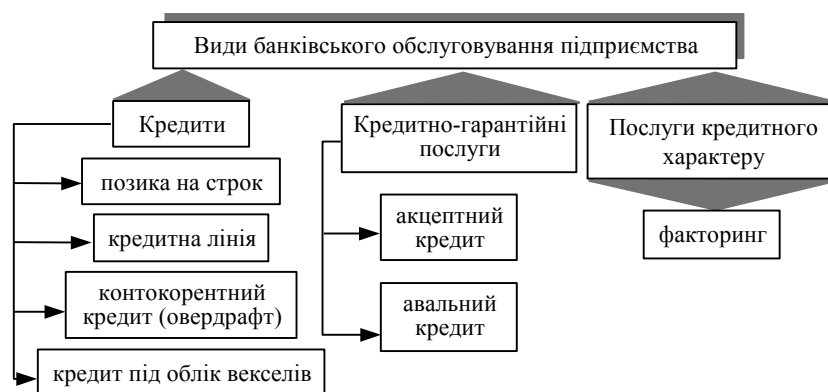 Види банківського обслуговування підприємства
Кредити
позика на строк
кредитна лінія
контокорентний
кредит (овердрафт)
кредит під облік векселів
Кредитно-гарантійні
послуги
акцептний
кредит
авальний
кредит
Послуги кредитного
характеру
факторинг